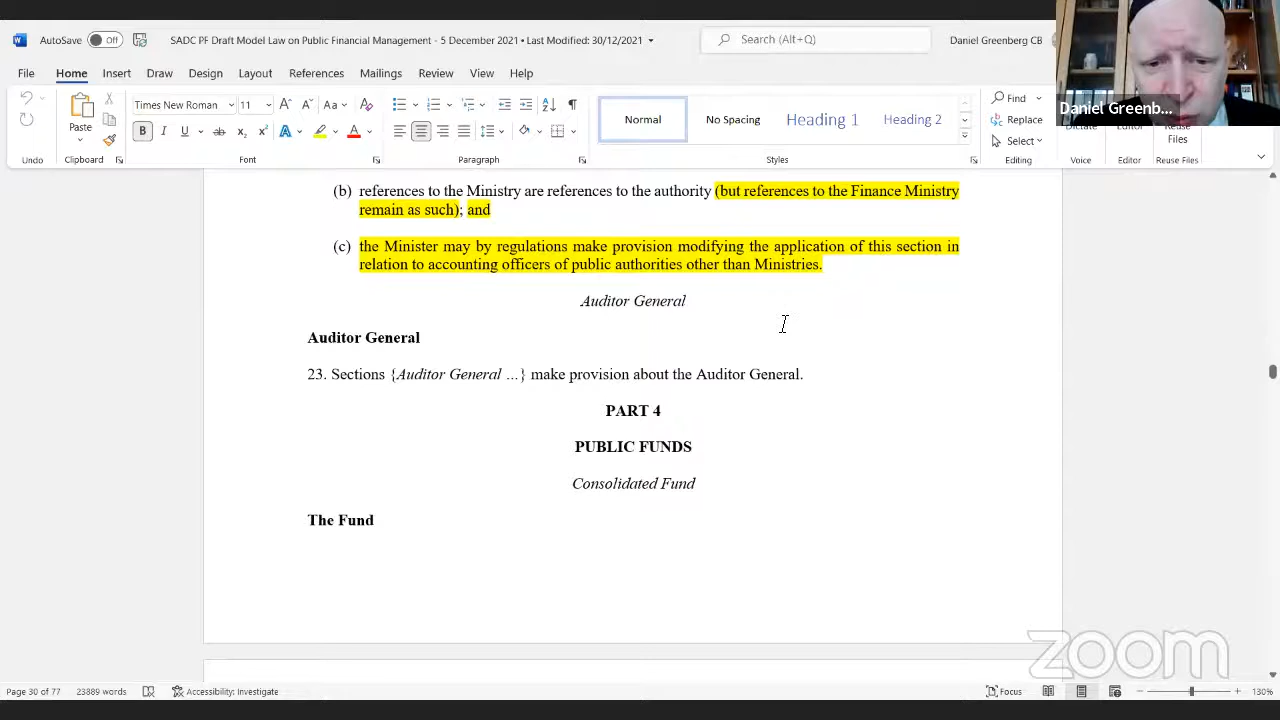 AutoSave Off SADC PF Draft Model Law on Public Financial Management - 5 December 2021 • Last Modified: 30/12/2021 Search (Alt+Q) Daniel Greenberg CB
File Home Insert Draw Design Layout References Mailings Review View Help
Daniel Greenb...
Paste
Times New Roman 11 Aa
B I U ab x₂ x² A A
Normal No Spacing Heading 1 Heading 2
Find
Replace
Select
Dictate Editor Reuse
Files
Undo Clipboard Font Paragraph Styles Editing Voice Editor Reuse Files
(b) references to the Ministry are references to the authority (but references to the Finance Ministry
remain as such); and
(c) the Minister may by regulations make provision modifying the application of this section in
relation to accounting officers of public authorities other than Ministries.
Auditor General
Auditor General
23. Sections {Auditor General …} make provision about the Auditor General.
PART 4
PUBLIC FUNDS
Consolidated Fund
The Fund
zoom
Page 30 of 77 23889 words Accessibility: Investigate Focus 130%